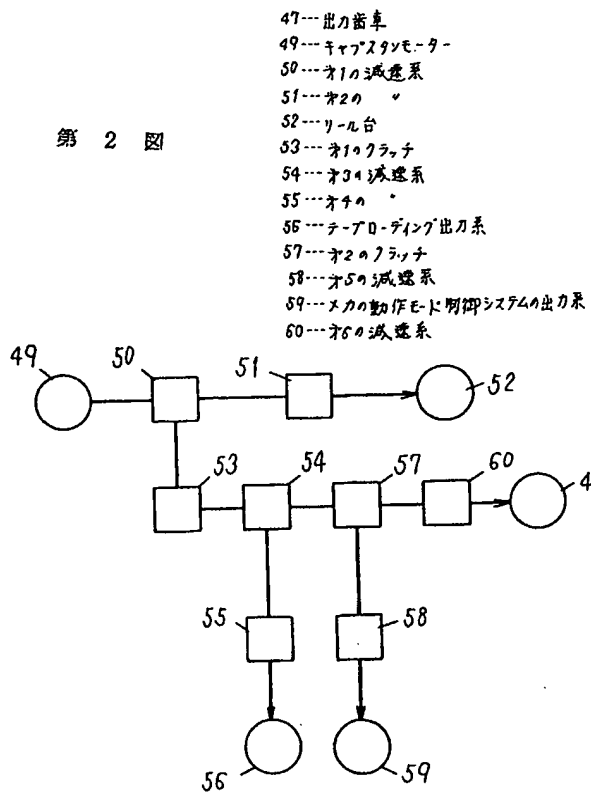 47---出力歯車
49---キャプスタンモーター
50---オ1の減速系
51---オ2の 〃
52---リール台
53---オ1のクラッチ
54---オ3の減速系
55---オ4の 〃
56---テープローディング出力系
57---オ2のクラッチ
58---オ5の減速系
59---メカの動作モード制御システムの出力系
60---オ6の減速系
第 2 図
49
50
51
52
53
54
57
60
4
55
58
56
59